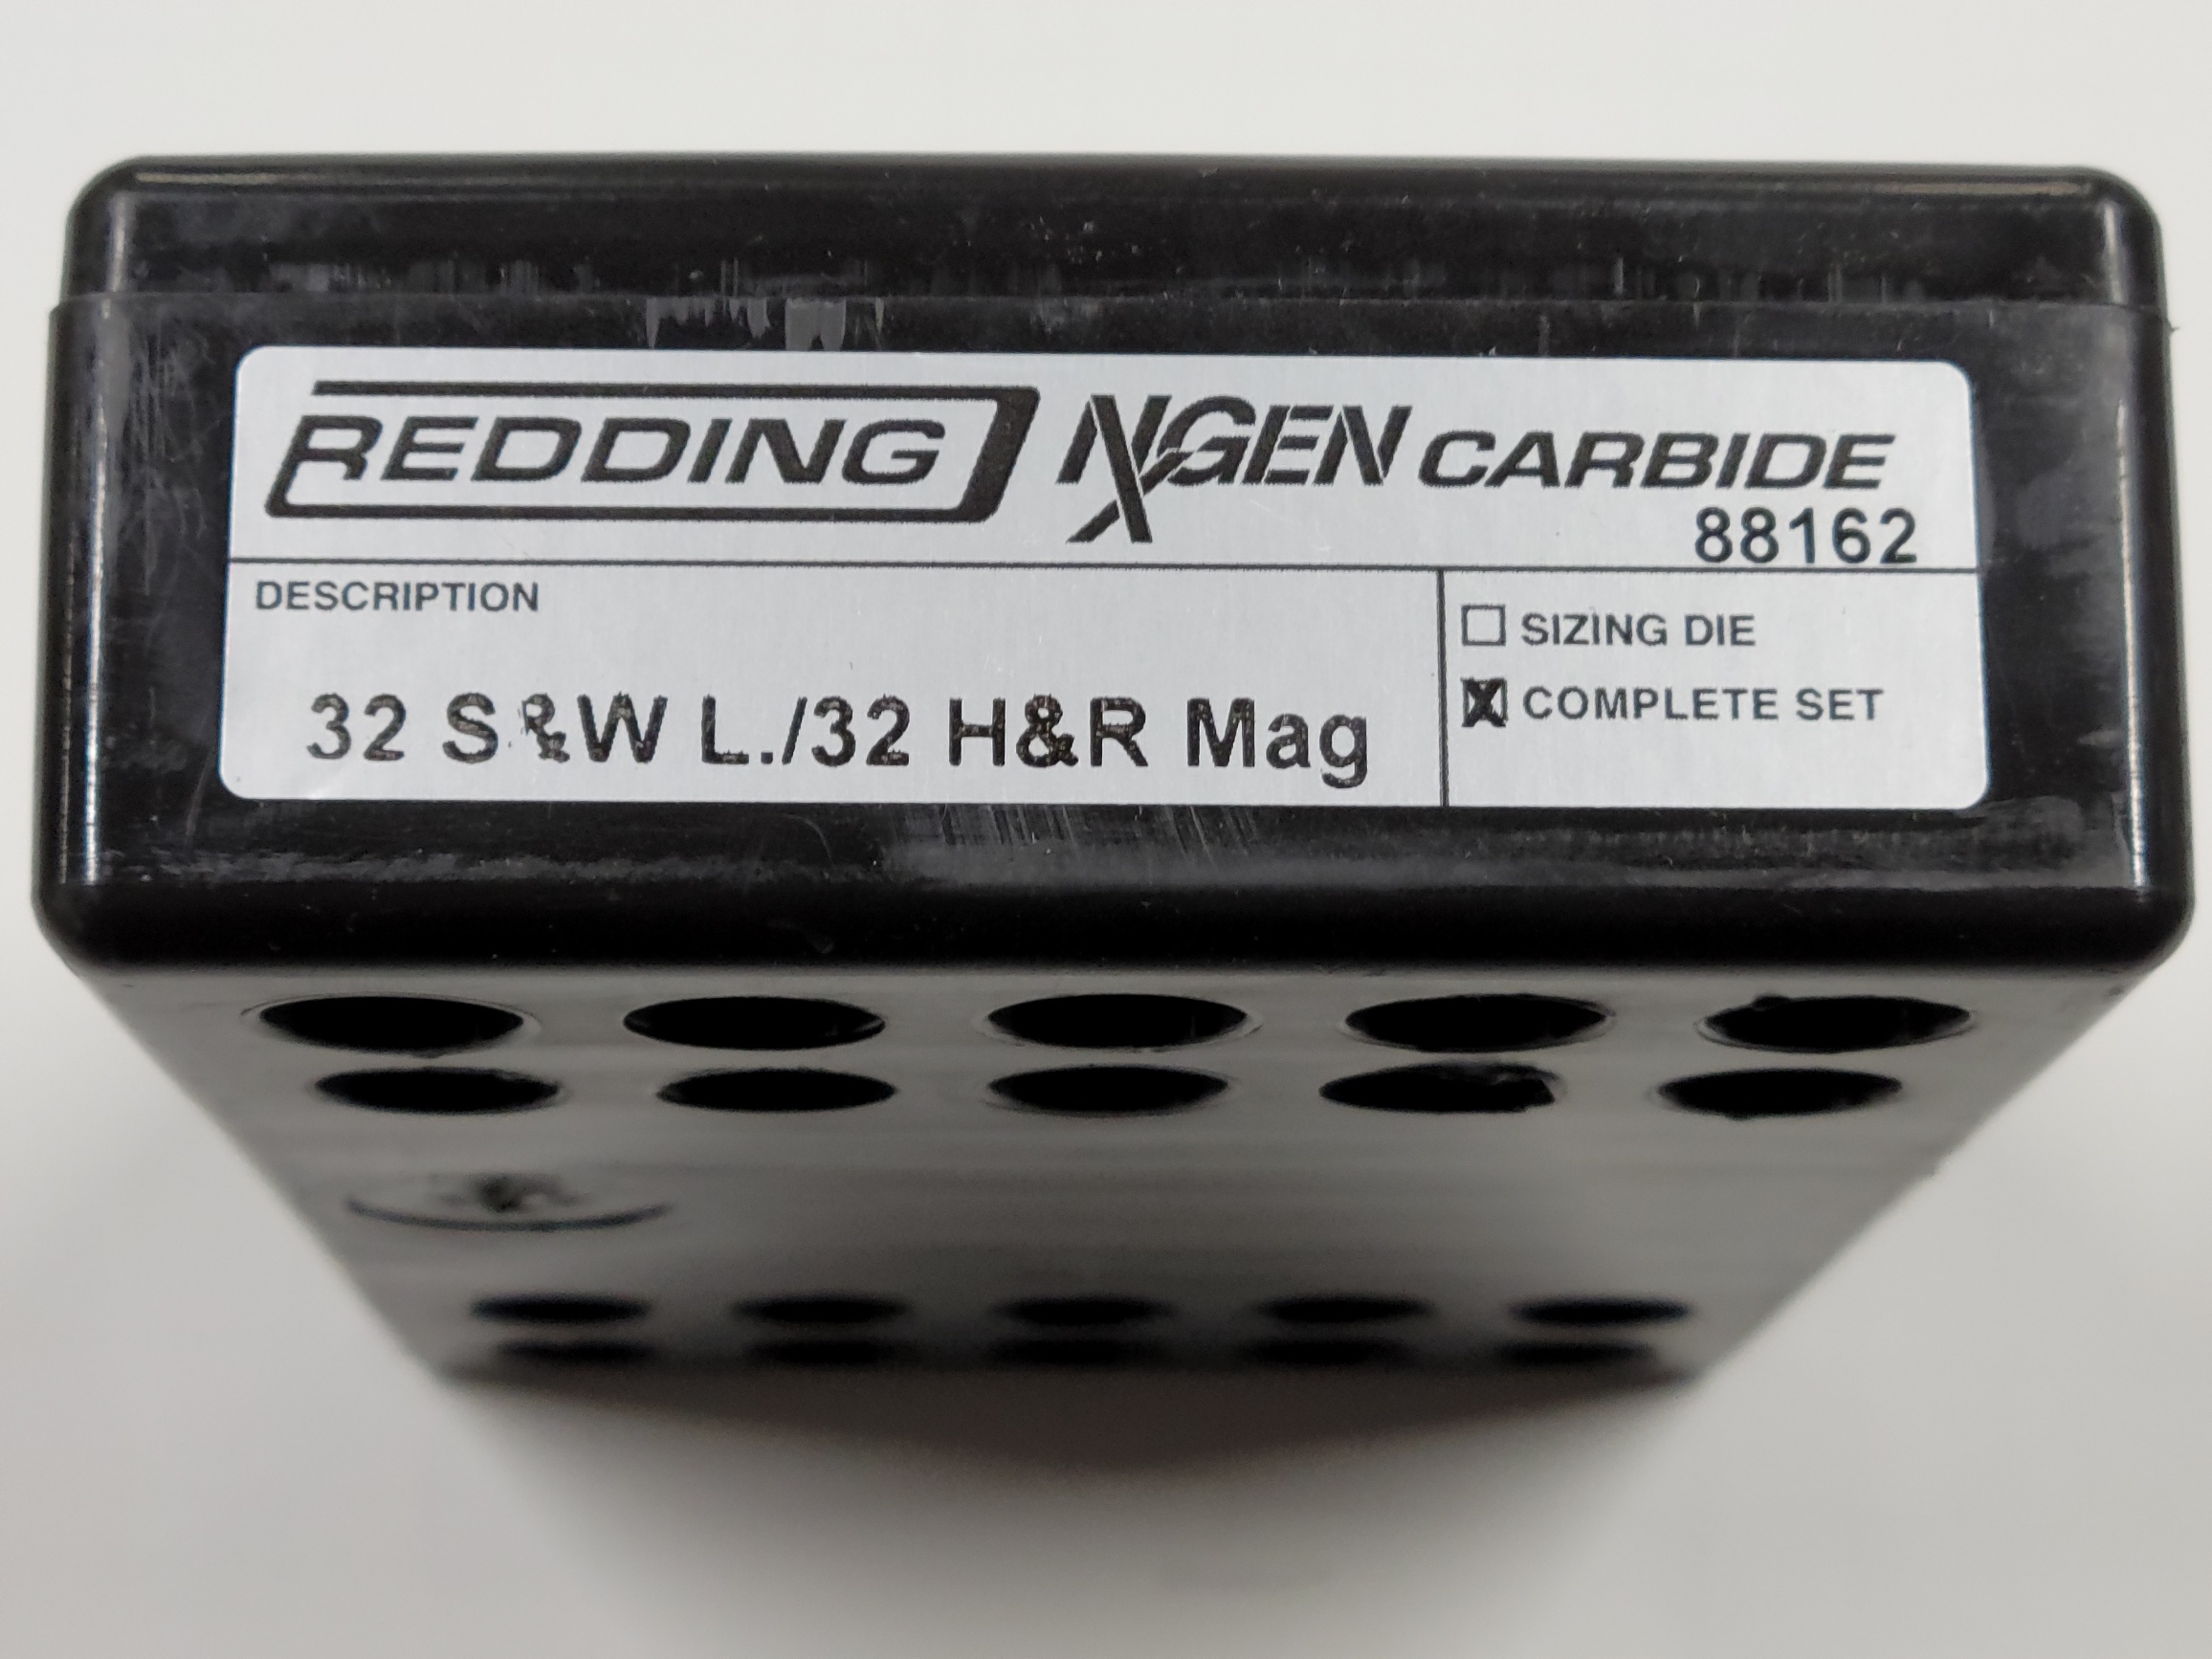 REDDING NXGEN CARBIDE
88162
DESCRIPTION
32 S&W L./32 H&R Mag
☐ SIZING DIE
☒ COMPLETE SET